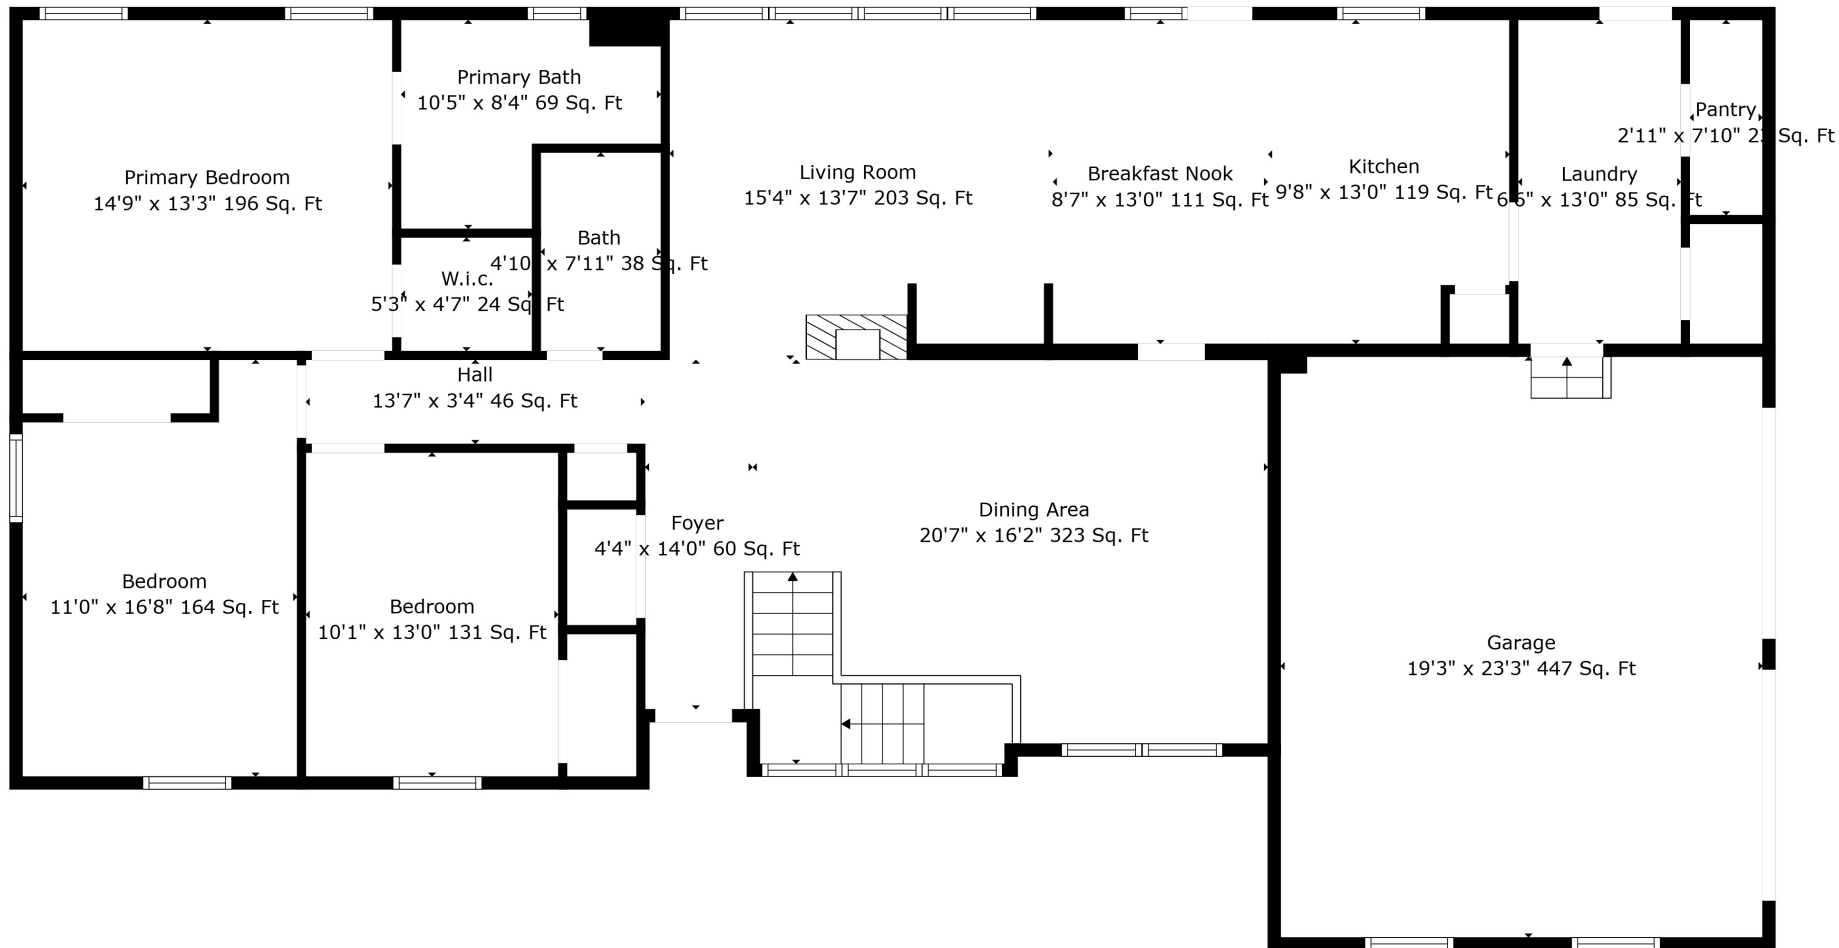 Primary Bath
10'5" x 8'4" 69 Sq. Ft
Pantry
2'11" x 7'10" 23 Sq. Ft
Primary Bedroom
14'9" x 13'3" 196 Sq. Ft
Living Room
15'4" x 13'7" 203 Sq. Ft
Breakfast Nook
8'7" x 13'0" 111 Sq. Ft
Kitchen
9'8" x 13'0" 119 Sq. Ft
Laundry
6'6" x 13'0" 85 Sq. Ft
Bath
4'10" x 7'11" 38 Sq. Ft
W.i.c.
5'3" x 4'7" 24 Sq. Ft
Hall
13'7" x 3'4" 46 Sq. Ft
Foyer
4'4" x 14'0" 60 Sq. Ft
Dining Area
20'7" x 16'2" 323 Sq. Ft
Bedroom
11'0" x 16'8" 164 Sq. Ft
Bedroom
10'1" x 13'0" 131 Sq. Ft
Garage
19'3" x 23'3" 447 Sq. Ft